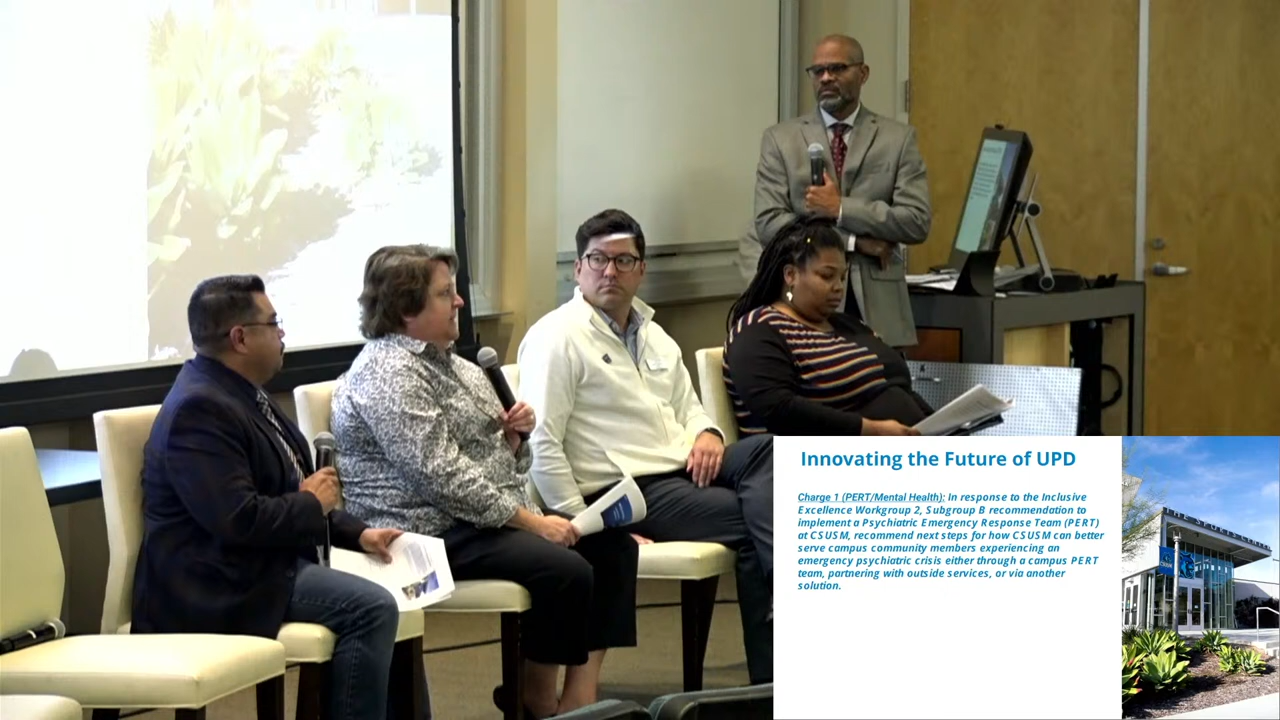 Innovating the Future of UPD
Charge 1 (PERT/Mental Health): In response to the Inclusive
Excellence Workgroup 2, Subgroup B recommendation to
implement a Psychiatric Emergency Response Team (PERT)
at CSUSM, recommend next steps for how CSUSM can better
serve campus community members experiencing an
emergency psychiatric crisis either through a campus PERT
team, partnering with outside services, or via another
solution.